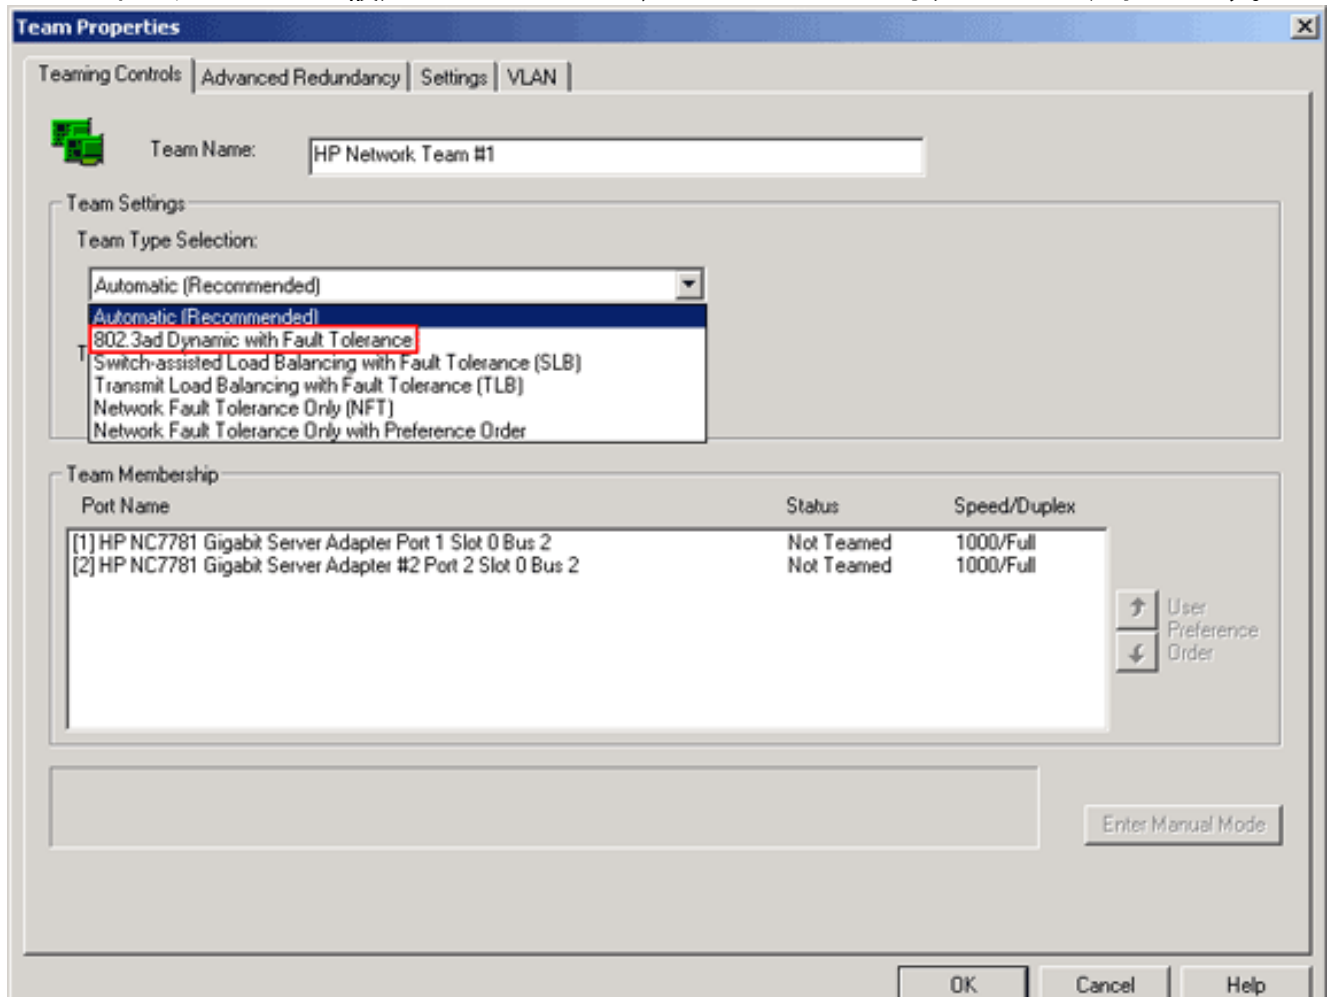 Team Properties
Teaming Controls Advanced Redundancy Settings VLAN
Team Name: HP Network Team #1
Team Settings
Team Type Selection:
Automatic (Recommended)
Automatic (Recommended)
802.3ad Dynamic with Fault Tolerance
Switch-assisted Load Balancing with Fault Tolerance (SLB)
Transmit Load Balancing with Fault Tolerance (TLB)
Network Fault Tolerance Only (NFT)
Network Fault Tolerance Only with Preference Order
Team Membership
Port Name Status Speed/Duplex
[1] HP NC7781 Gigabit Server Adapter Port 1 Slot 0 Bus 2 Not Teamed 1000/Full
[2] HP NC7781 Gigabit Server Adapter #2 Port 2 Slot 0 Bus 2 Not Teamed 1000/Full
User
Preference
Order
Enter Manual Mode
OK Cancel Help